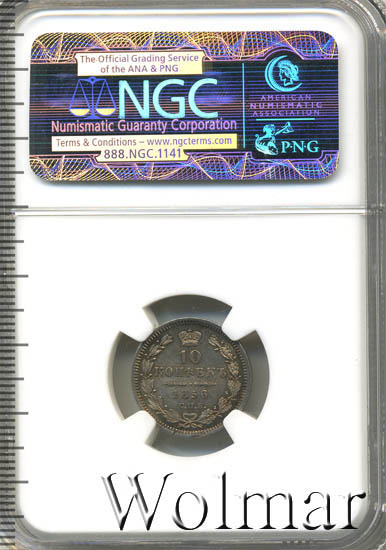 The Official Grading Service
of the ANA & PNG
NGC
Numismatic Guaranty Corporation
Terms & Conditions – www.ngcterms.com
888.NGC.1141
AMERICAN
NUMISMATIC
ASSOCIATION
P·N·G
10
КОПѢЕКЪ
1856
С.П.Б.
Wolmar